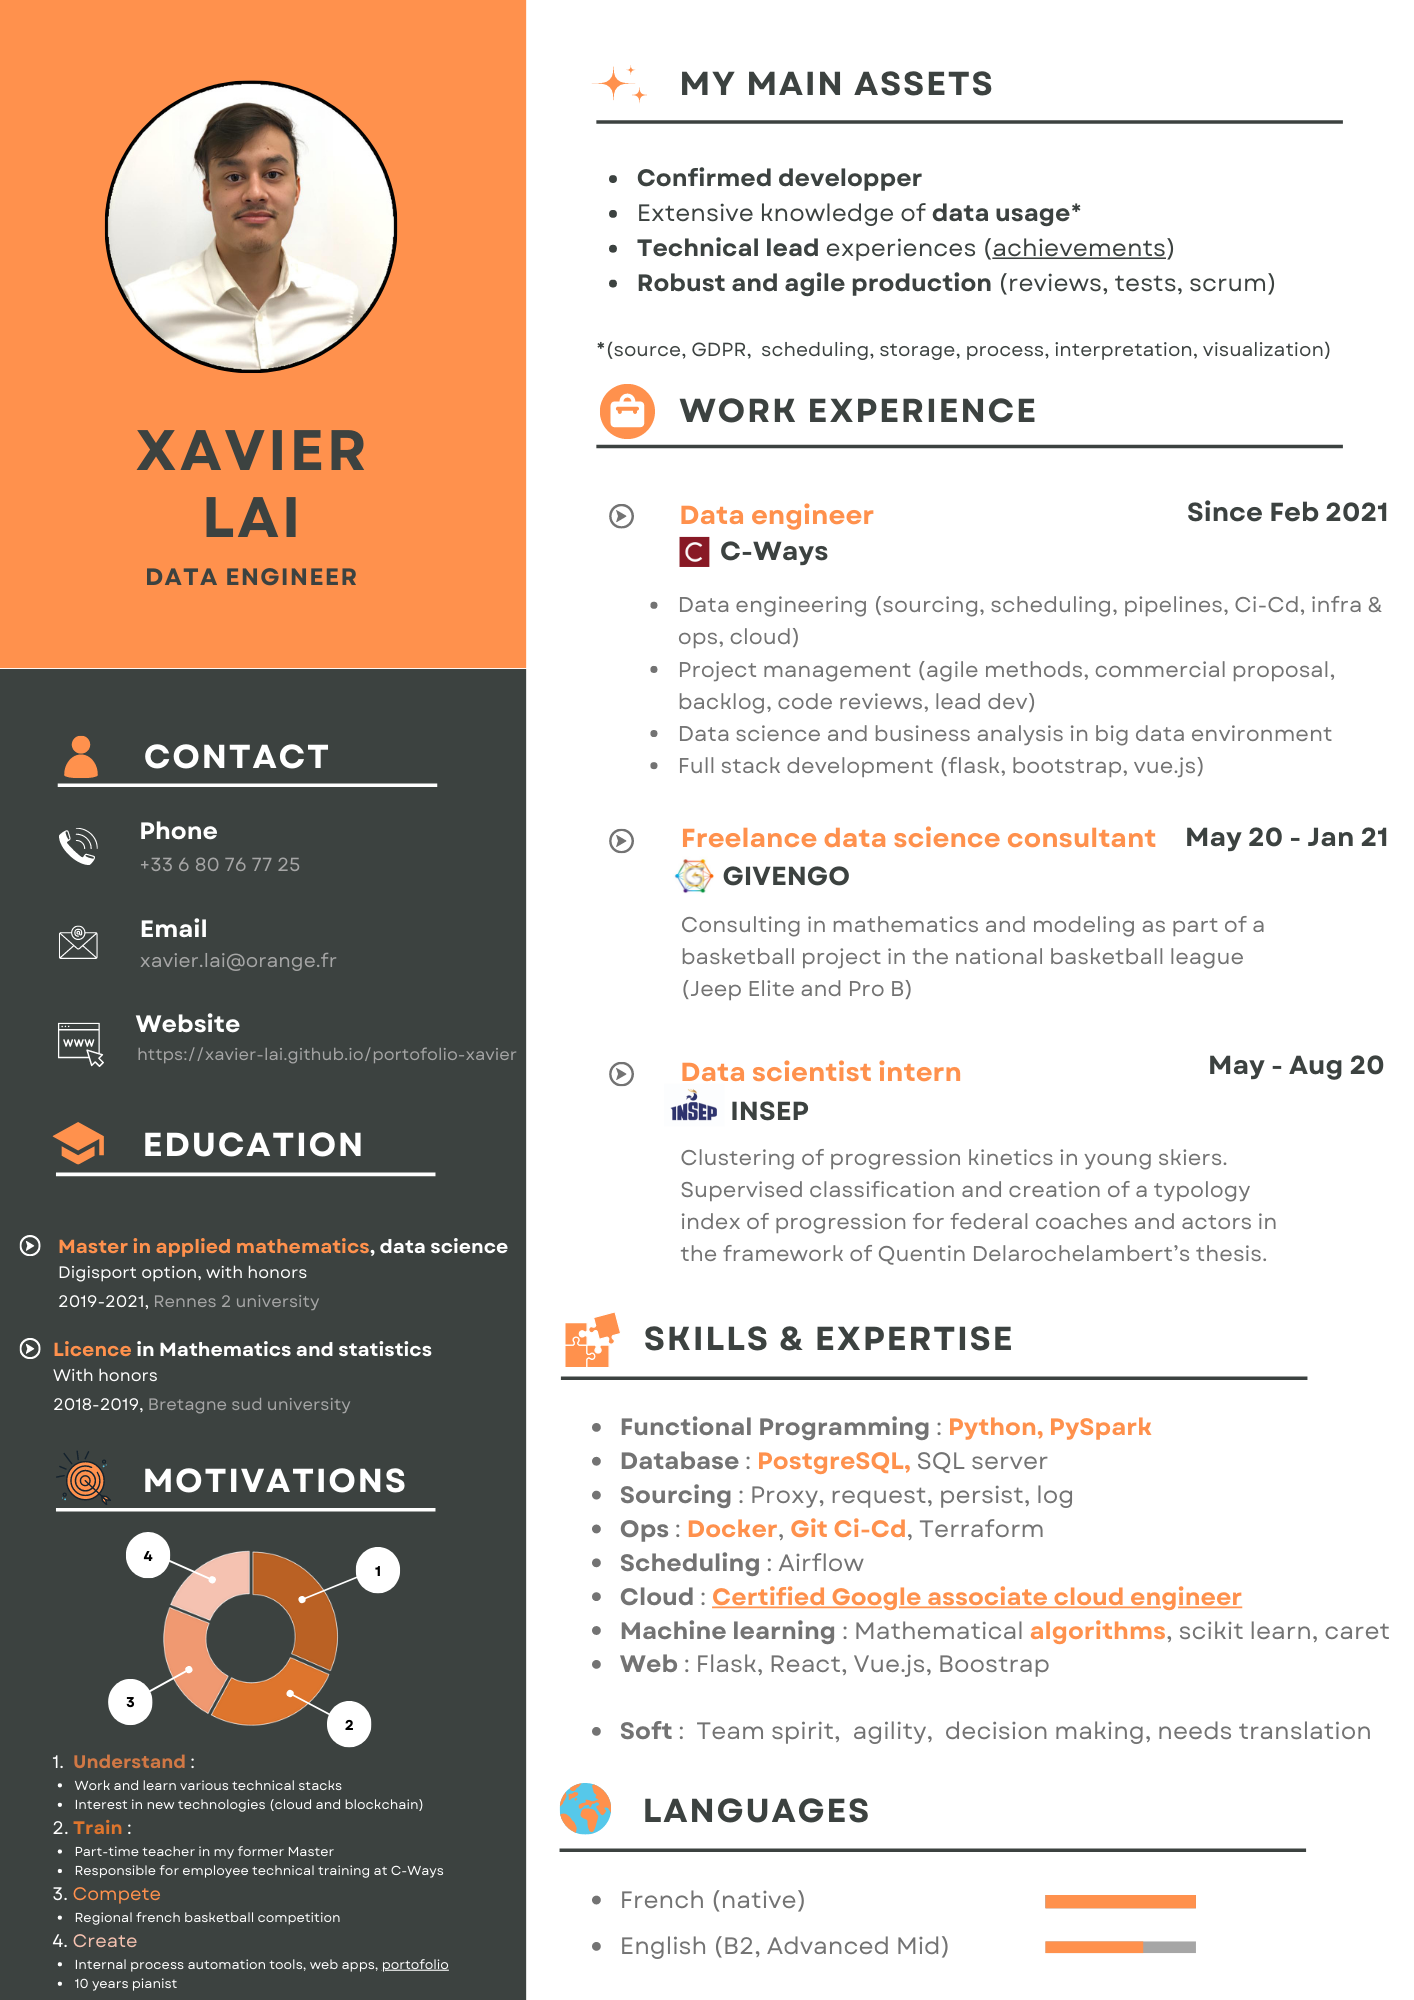 XAVIER
LAI
DATA ENGINEER
CONTACT
Phone
+33 6 80 76 77 25
Email
xavier.lai@orange.fr
WWW
Website
https://xavier-lai.github.io/portofolio-xavier
EDUCATION
Master in applied mathematics, data science
Digisport option, with honors
2019-2021, Rennes 2 university
Licence in Mathematics and statistics
With honors
2018-2019, Bretagne sud university
MOTIVATIONS
4
1
3
2
1. Understand :
• Work and learn various technical stacks
• Interest in new technologies (cloud and blockchain)
2. Train :
• Part-time teacher in my former Master
• Responsible for employee technical training at C-Ways
3. Compete
• Regional french basketball competition
4. Create
• Internal process automation tools, web apps, portofolio
• 10 years pianist
MY MAIN ASSETS
• Confirmed developper
• Extensive knowledge of data usage*
• Technical lead experiences (achievements)
• Robust and agile production (reviews, tests, scrum)
*(source, GDPR, scheduling, storage, process, interpretation, visualization)
WORK EXPERIENCE
Data engineer Since Feb 2021
C C-Ways
• Data engineering (sourcing, scheduling, pipelines, Ci-Cd, infra &
ops, cloud)
• Project management (agile methods, commercial proposal,
backlog, code reviews, lead dev)
• Data science and business analysis in big data environment
• Full stack development (flask, bootstrap, vue.js)
Freelance data science consultant May 20 - Jan 21
G GIVENGO
Consulting in mathematics and modeling as part of a
basketball project in the national basketball league
(Jeep Elite and Pro B)
Data scientist intern May - Aug 20
INSEP INSEP
Clustering of progression kinetics in young skiers.
Supervised classification and creation of a typology
index of progression for federal coaches and actors in
the framework of Quentin Delarochelambert's thesis.
SKILLS & EXPERTISE
• Functional Programming : Python, PySpark
• Database : PostgreSQL, SQL server
• Sourcing : Proxy, request, persist, log
• Ops : Docker, Git Ci-Cd, Terraform
• Scheduling : Airflow
• Cloud : Certified Google associate cloud engineer
• Machine learning : Mathematical algorithms, scikit learn, caret
• Web : Flask, React, Vue.js, Boostrap
• Soft : Team spirit, agility, decision making, needs translation
LANGUAGES
• French (native)
• English (B2, Advanced Mid)